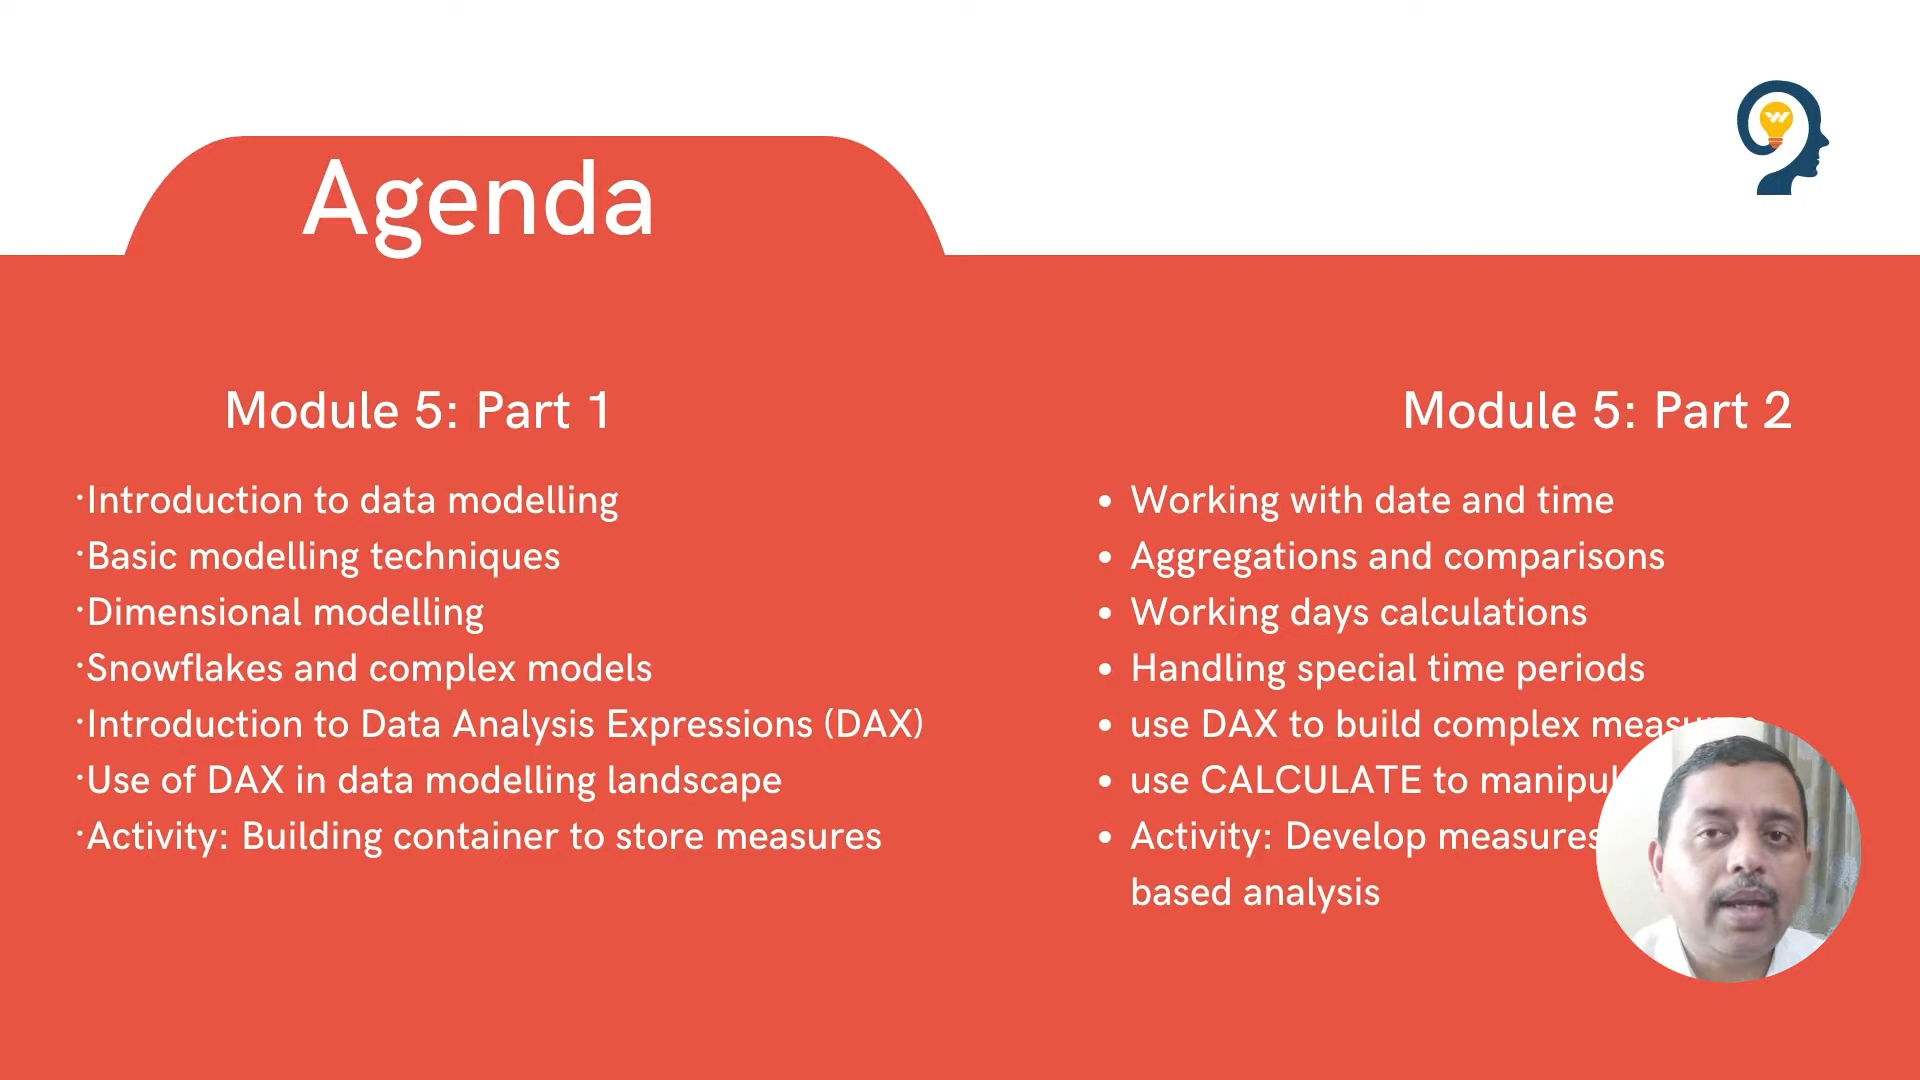 Agenda
Module 5: Part 1
·Introduction to data modelling
·Basic modelling techniques
·Dimensional modelling
·Snowflakes and complex models
·Introduction to Data Analysis Expressions (DAX)
·Use of DAX in data modelling landscape
·Activity: Building container to store measures
Module 5: Part 2
• Working with date and time
• Aggregations and comparisons
• Working days calculations
• Handling special time periods
• use DAX to build complex measures
• use CALCULATE to
• Activity: Develop measures
based analysis